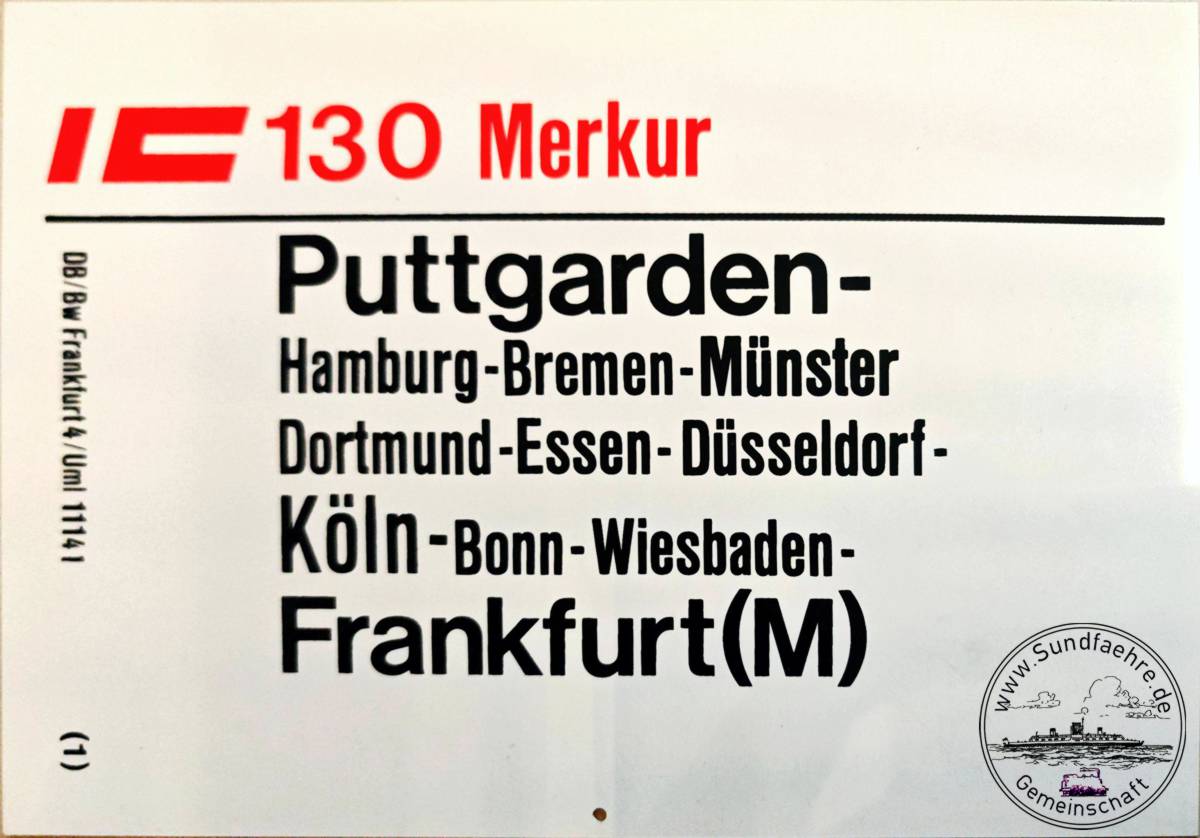 IC 130 Merkur
Puttgarden-
Hamburg-Bremen-Münster
Dortmund-Essen-Düsseldorf-
Köln-Bonn-Wiesbaden-
Frankfurt(M)
DB/Bw Frankfurt 4/Uml 11141
(1)
www.Sundfaehre.de
Gemeinschaft